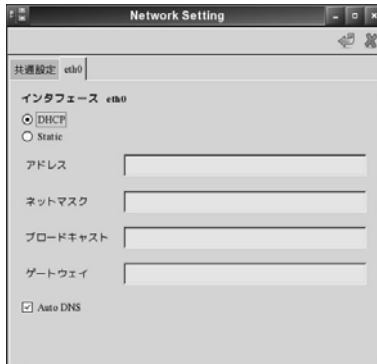 Network Setting
共通設定 eth0
インタフェース eth0
DHCP
Static
アドレス
ネットマスク
ブロードキャスト
ゲートウェイ
Auto DNS